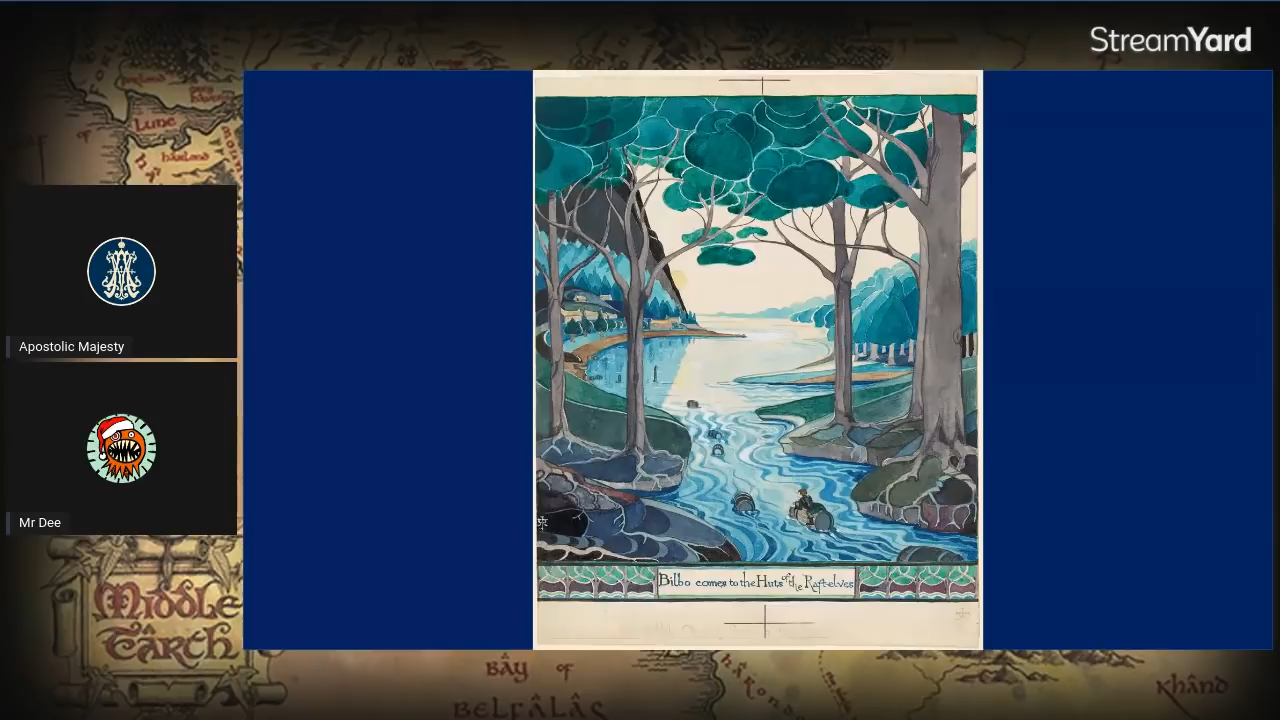 StreamYard
Lune
harland
Apostolic Majesty
Mr Dee
Bilbo comes to the Huts of the Raft-elves
Middle
Earth
Bay of
Belfalas
Khând